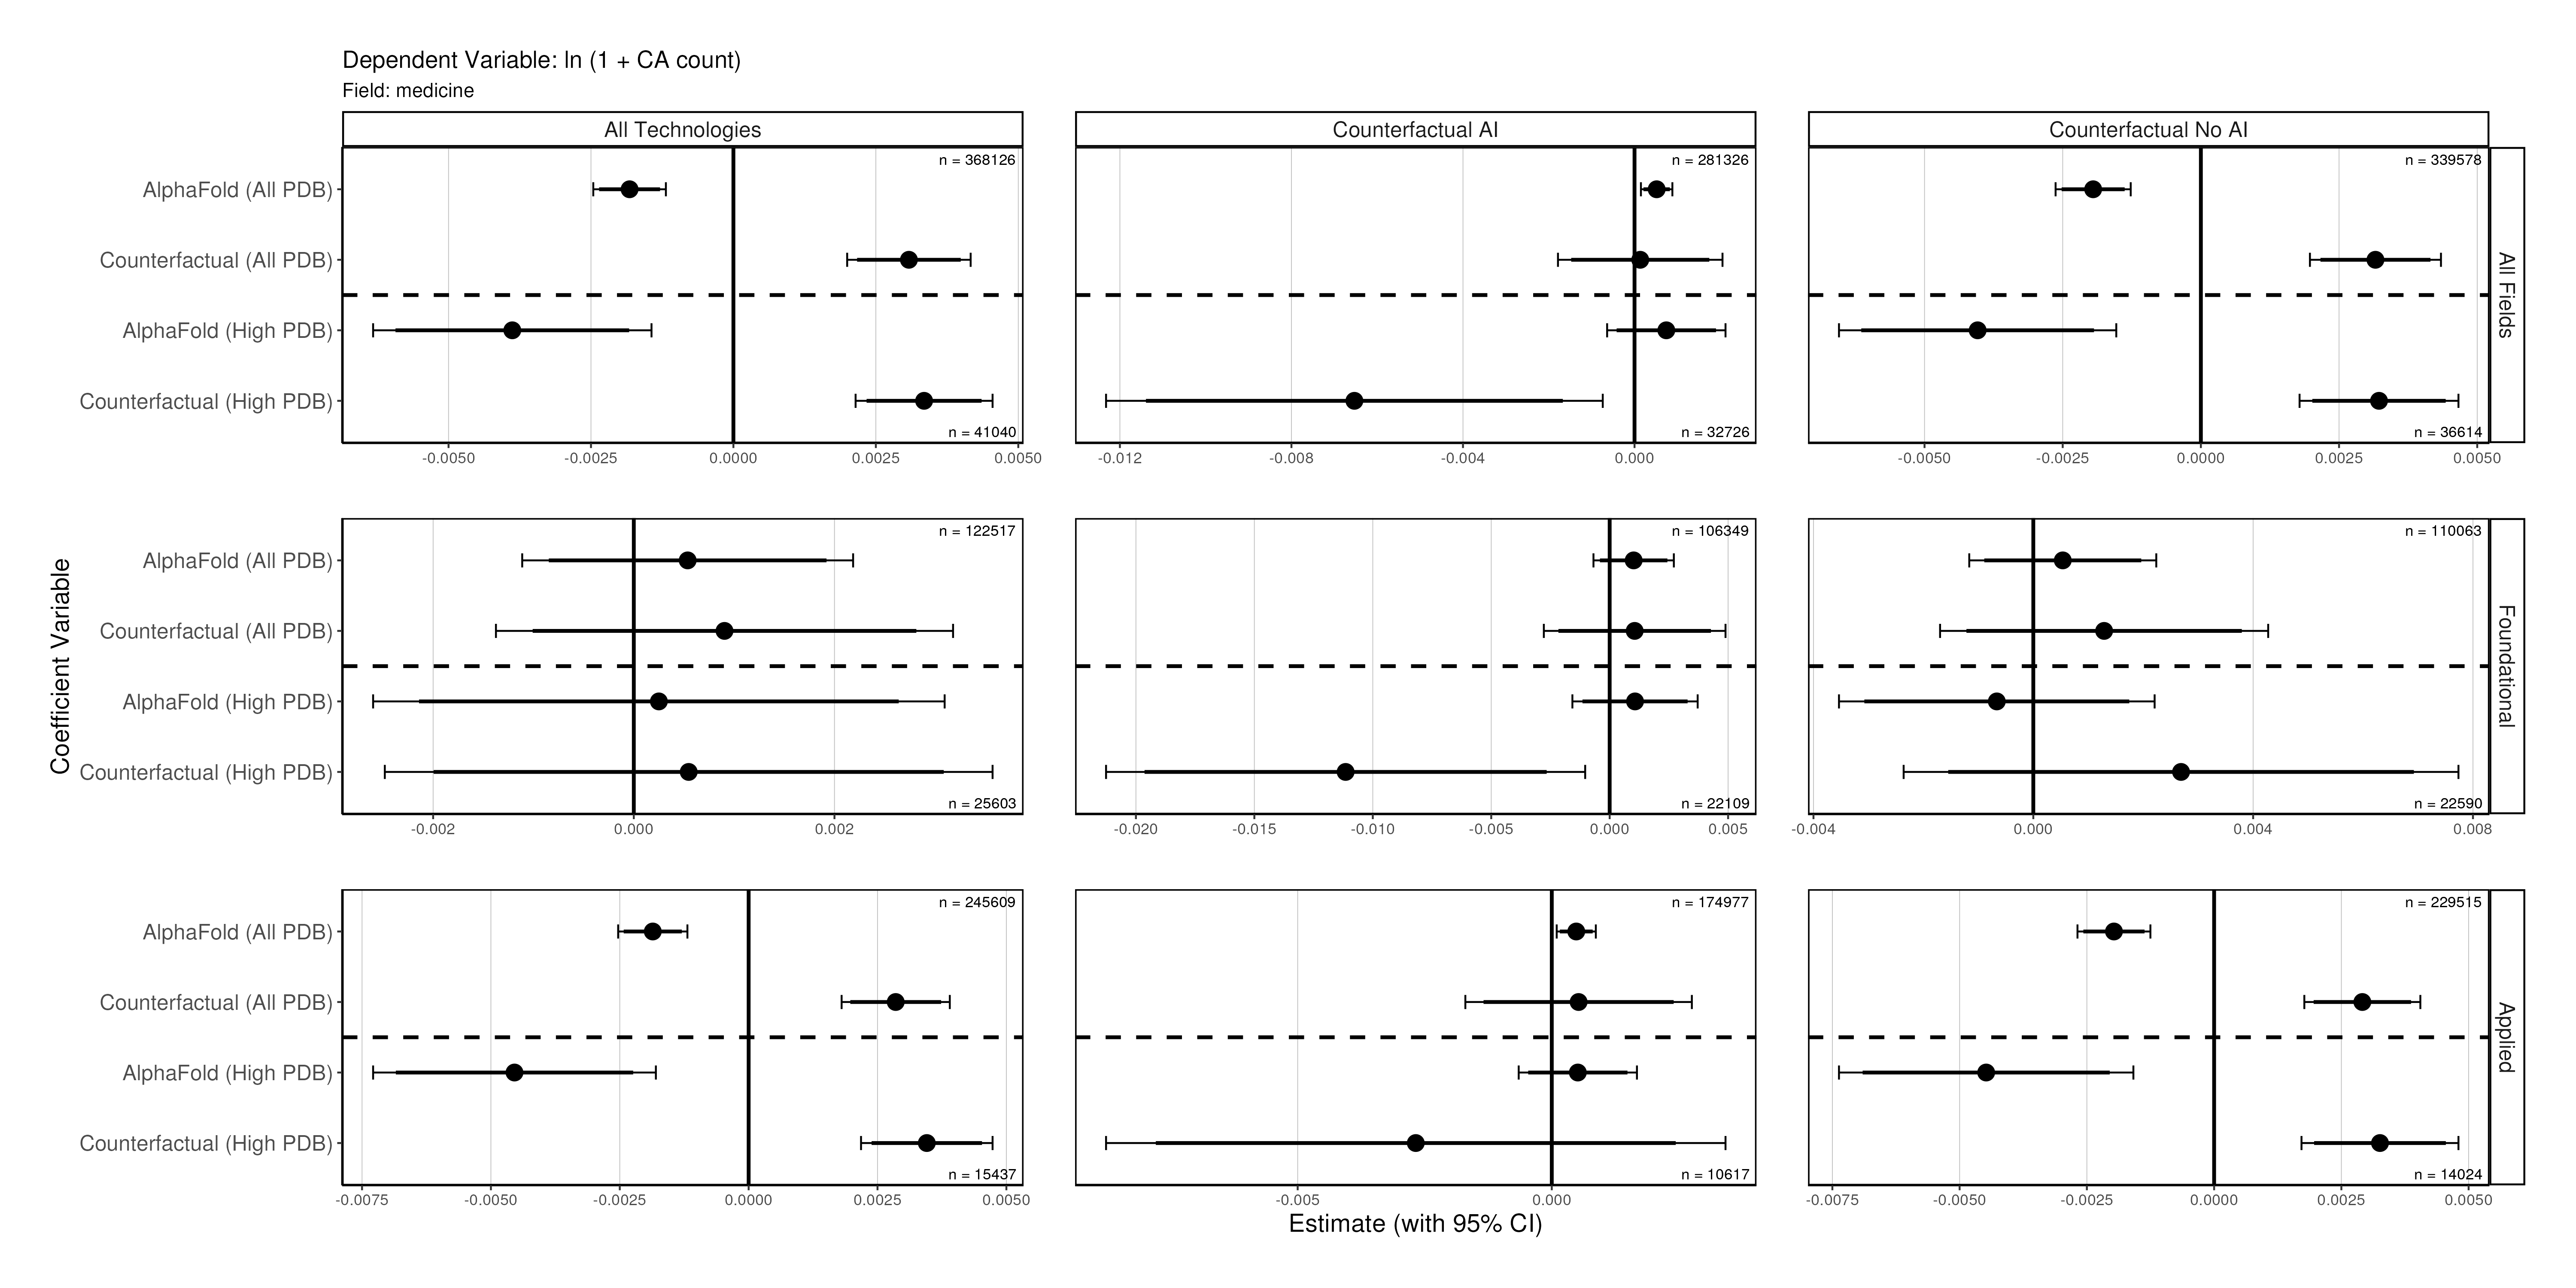 Dependent Variable: ln (1 + CA count)
Field: medicine
All Technologies
Counterfactual AI
Counterfactual No AI
AlphaFold (All PDB)
Counterfactual (All PDB)
AlphaFold (High PDB)
Counterfactual (High PDB)
n = 368126
n = 41040
-0.0050 -0.0025 0.0000 0.0025 0.0050
n = 281326
n = 32726
-0.012 -0.008 -0.004 0.000
n = 339578
n = 36614
-0.0050 -0.0025 0.0000 0.0025 0.0050
All Fields
Coefficient Variable
AlphaFold (All PDB)
Counterfactual (All PDB)
AlphaFold (High PDB)
Counterfactual (High PDB)
n = 122517
n = 25603
-0.002 0.000 0.002
n = 106349
n = 22109
-0.020 -0.015 -0.010 -0.005 0.000 0.005
n = 110063
n = 22590
-0.004 0.000 0.004 0.008
Foundational
AlphaFold (All PDB)
Counterfactual (All PDB)
AlphaFold (High PDB)
Counterfactual (High PDB)
n = 245609
n = 15437
-0.0075 -0.0050 -0.0025 0.0000 0.0025 0.0050
n = 174977
n = 10617
-0.005 0.000
n = 229515
n = 14024
-0.0075 -0.0050 -0.0025 0.0000 0.0025 0.0050
Applied
Estimate (with 95% CI)